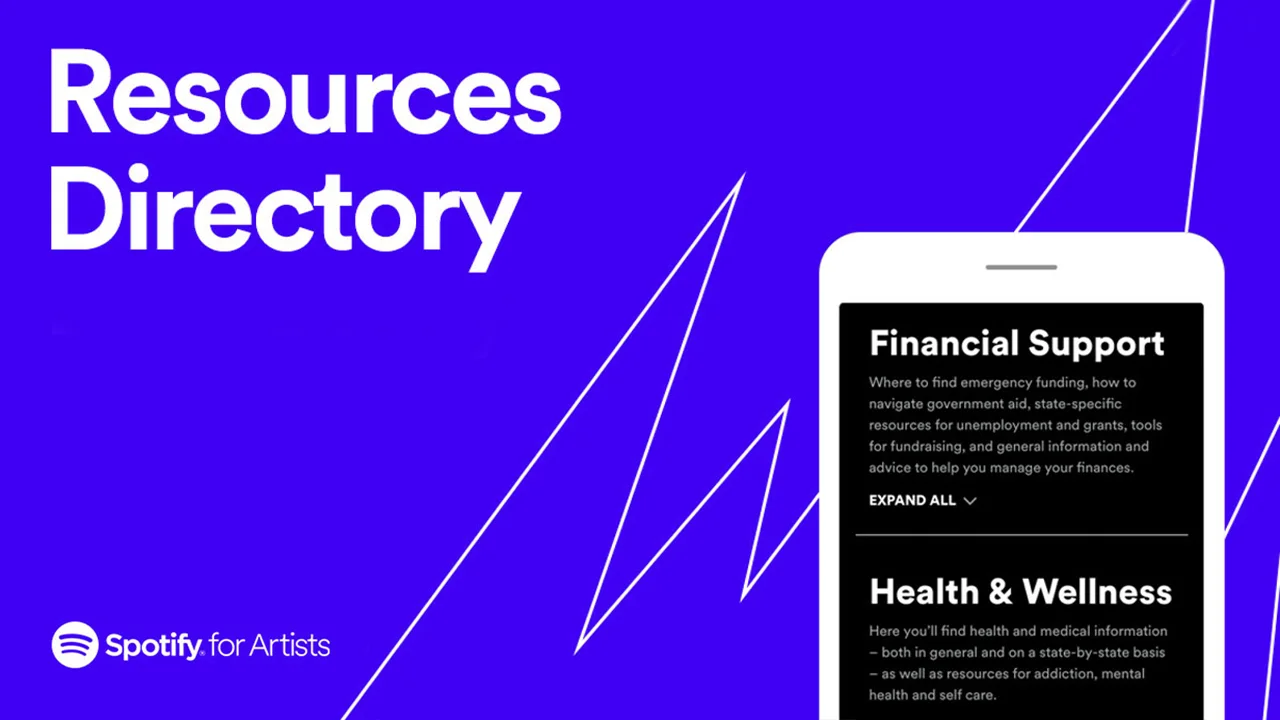 Resources
Directory
Financial Support
Where to find emergency funding, how to
navigate government aid, state-specific
resources for unemployment and grants, tools
for fundraising, and general information and
advice to help you manage your finances.
EXPAND ALL
Health & Wellness
Here you’ll find health and medical information
– both in general and on a state-by-state basis
– as well as resources for addiction, mental
health and self care.
Spotify® for Artists